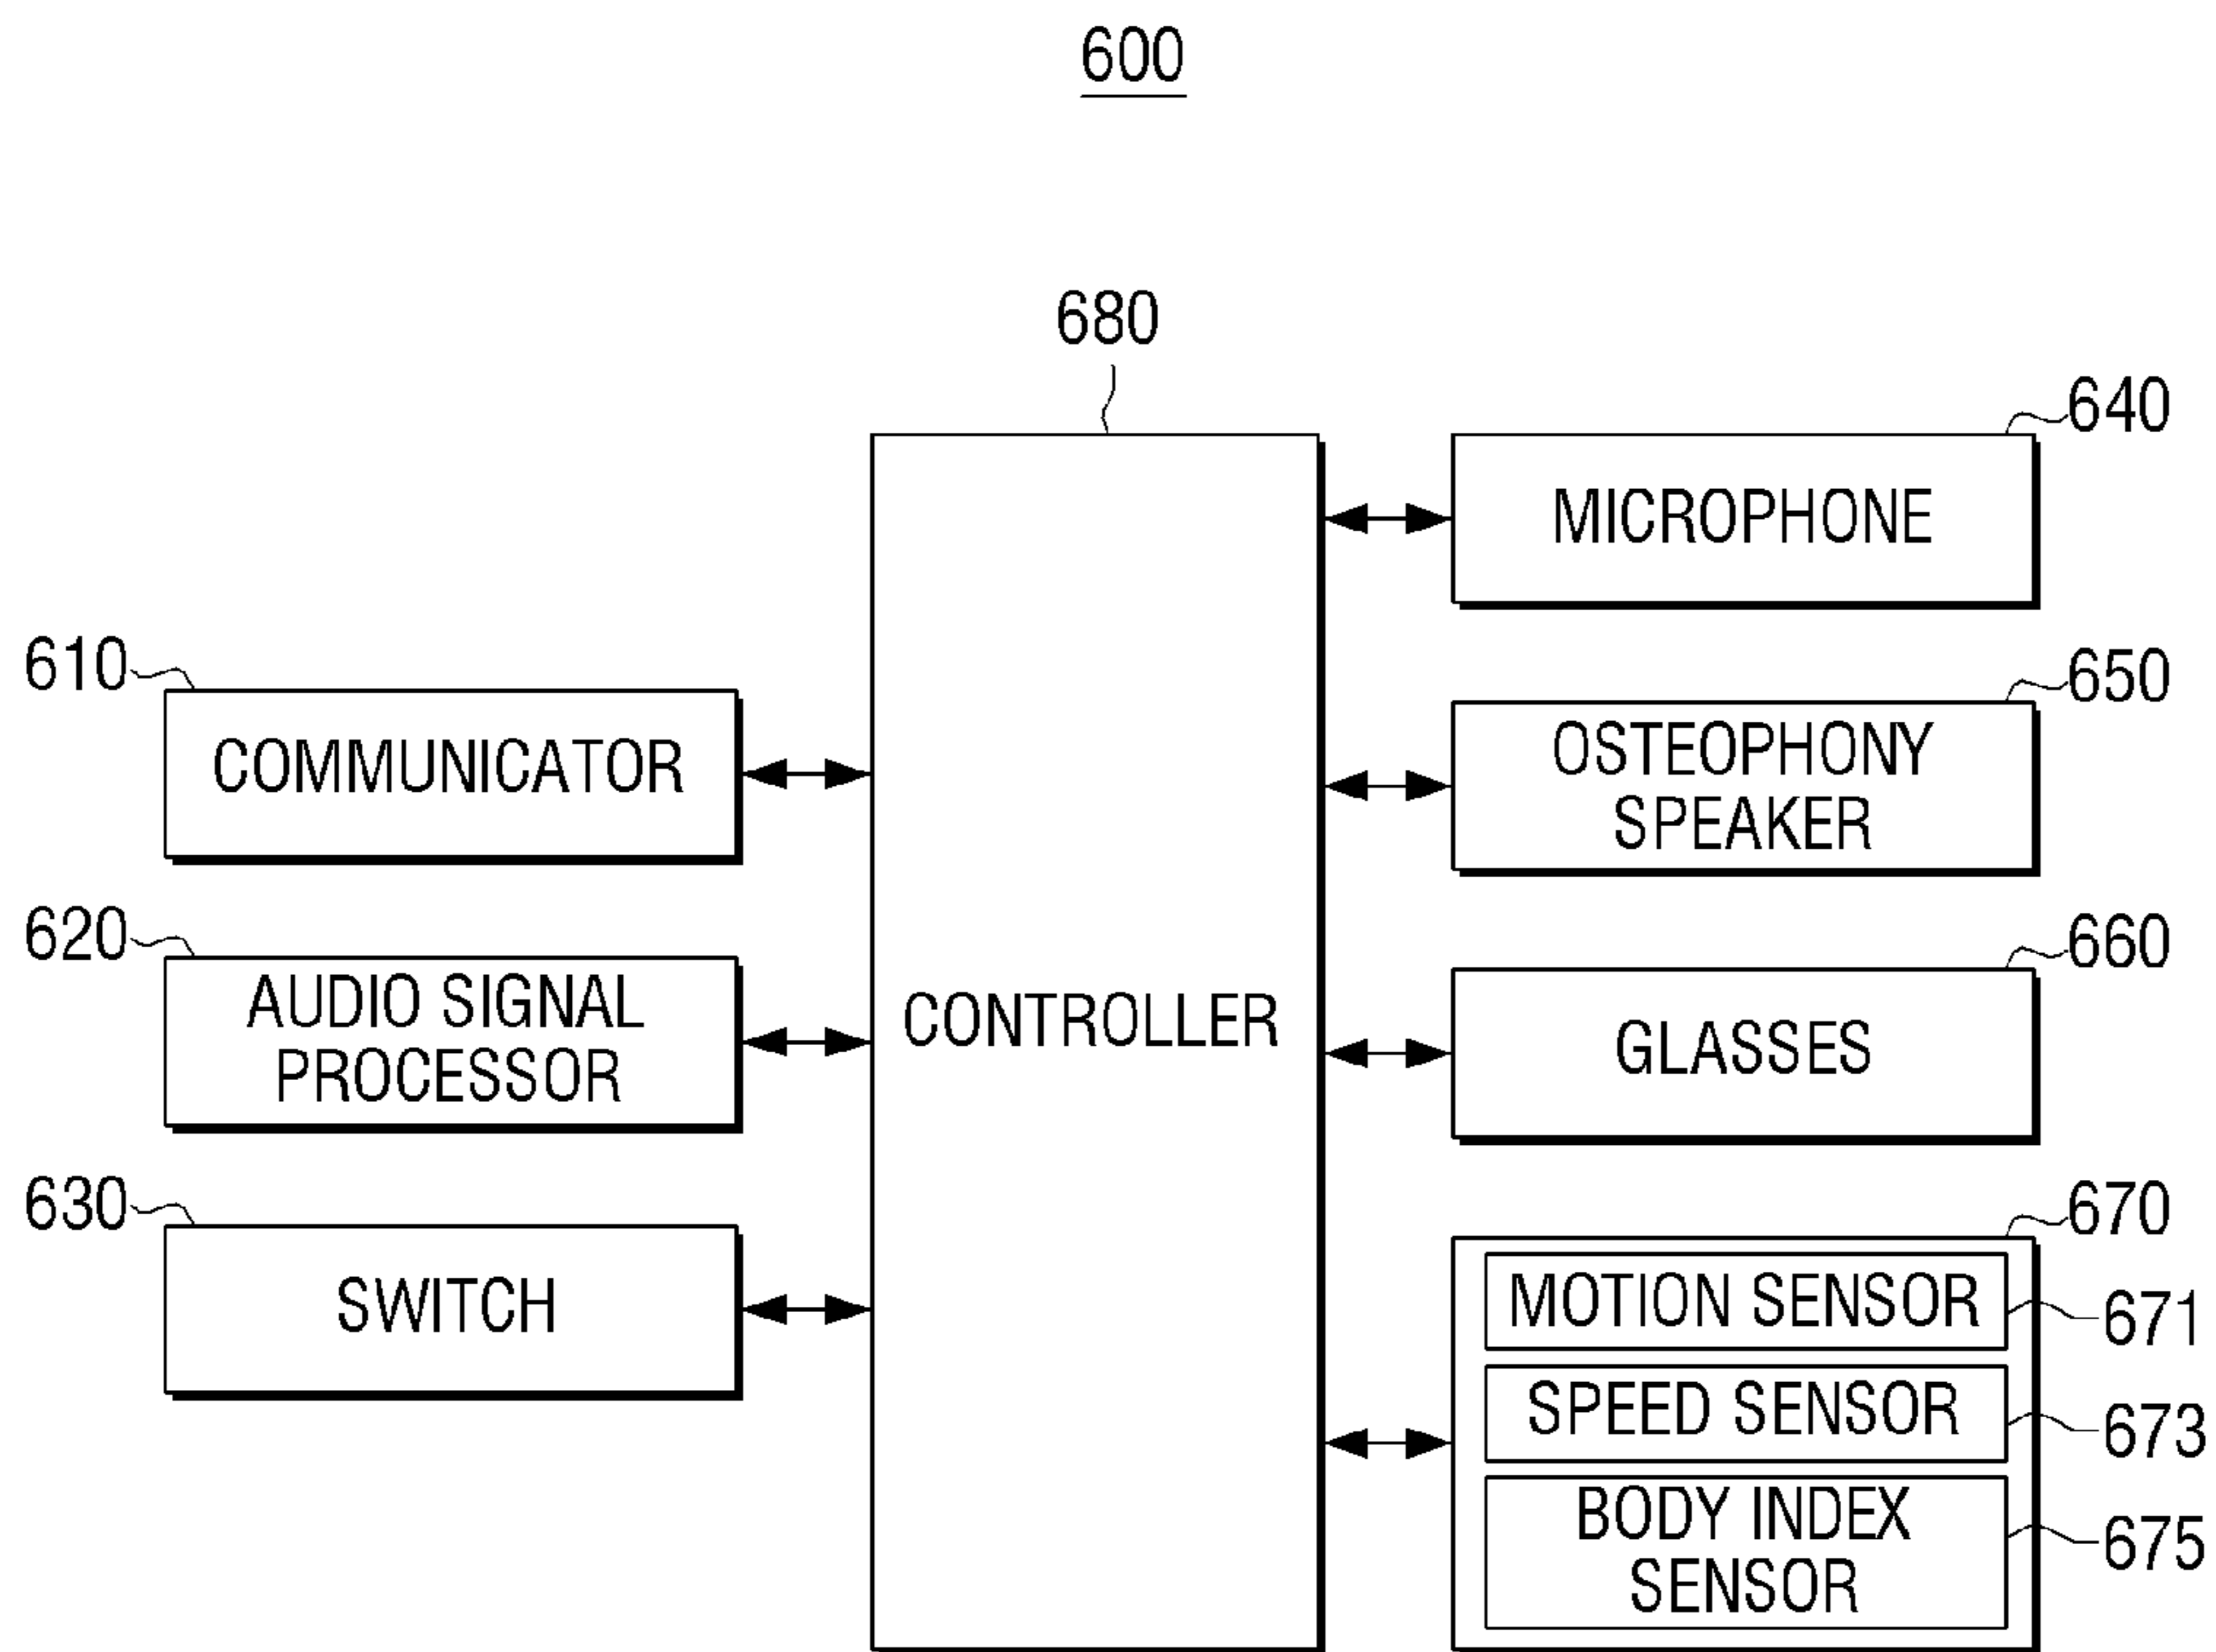 600
680
610
COMMUNICATOR
620
AUDIO SIGNAL
PROCESSOR
630
SWITCH
CONTROLLER
640
MICROPHONE
650
OSTEOPHONY
SPEAKER
660
GLASSES
670
MOTION SENSOR
671
SPEED SENSOR
673
BODY INDEX
SENSOR
675